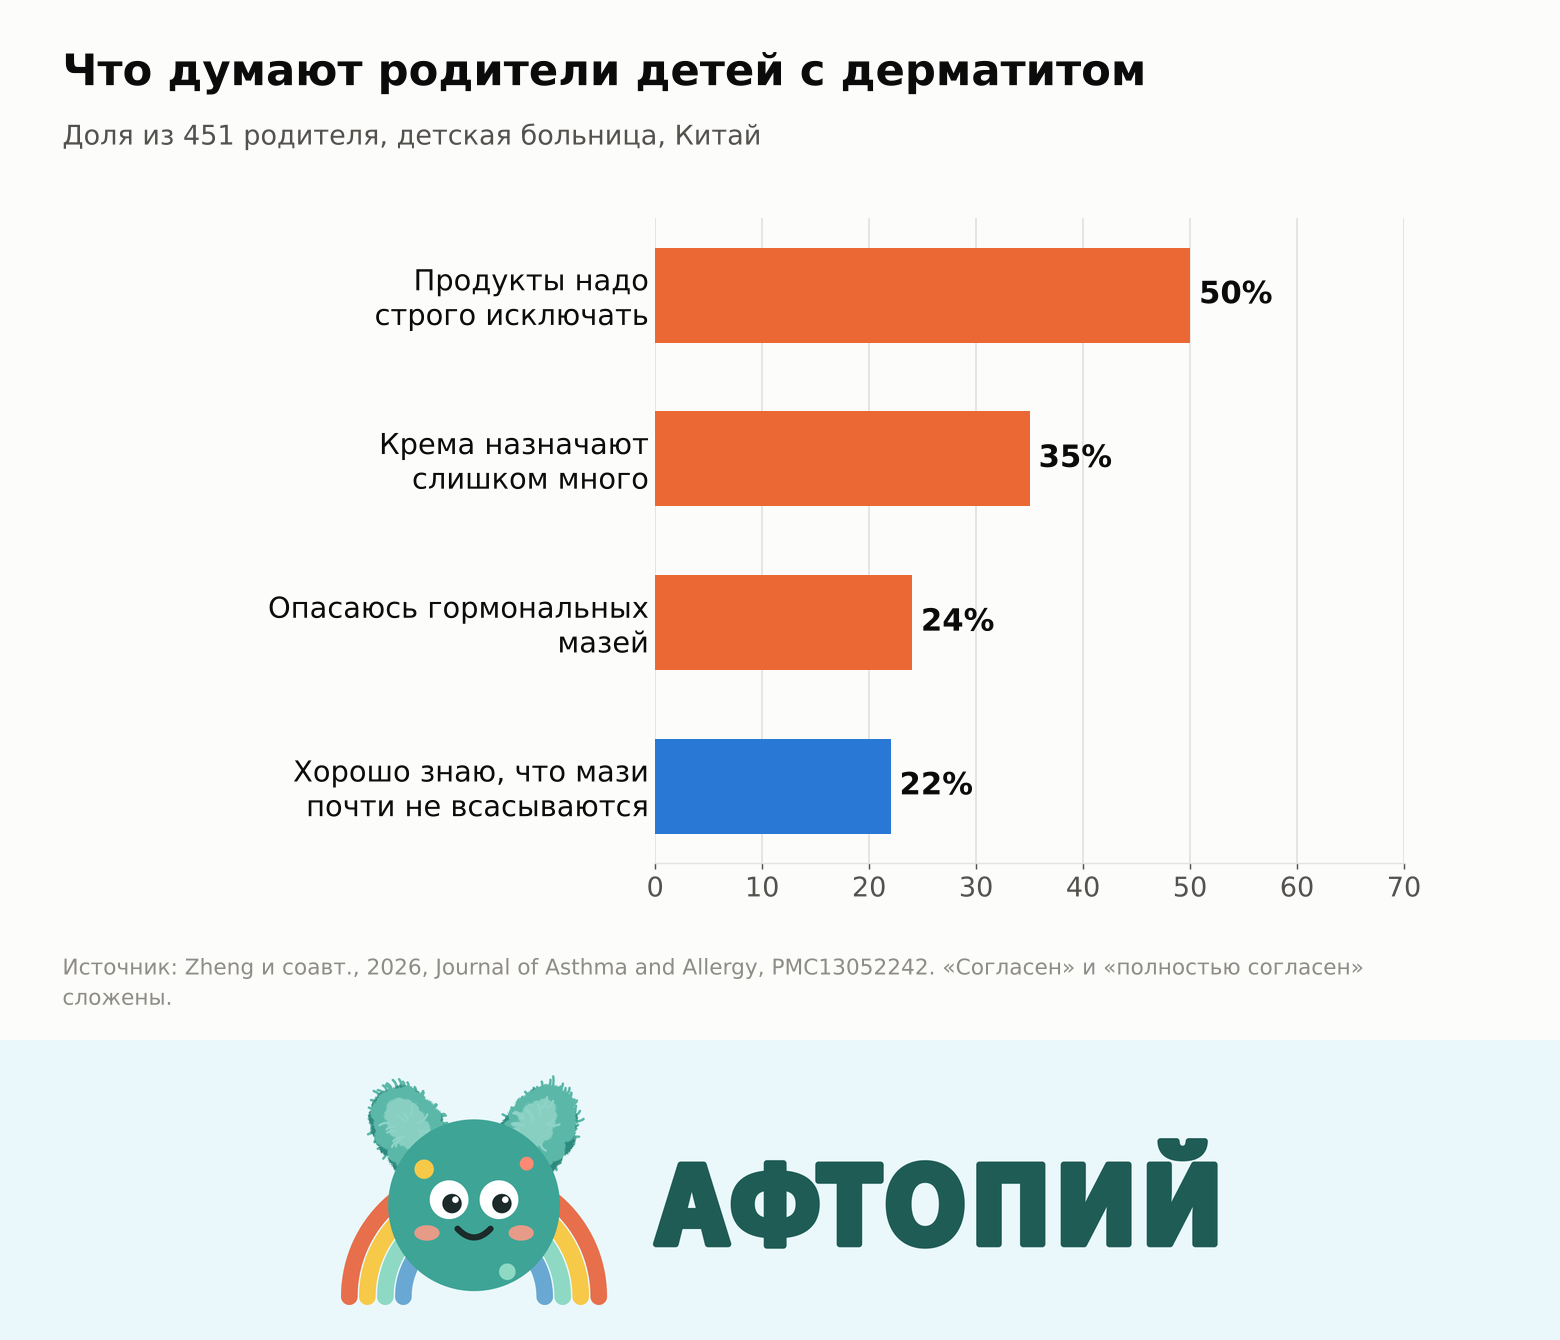 Что думают родители детей с дерматитом
Доля из 451 родителя, детская больница, Китай
Продукты надо
строго исключать
50%
Крема назначают
слишком много
35%
Опасаюсь гормональных
мазей
24%
Хорошо знаю, что мази
почти не всасываются
22%
0 10 20 30 40 50 60 70
Источник: Zheng и соавт., 2026, Journal of Asthma and Allergy, PMC13052242. «Согласен» и «полностью согласен»
сложены.
АФТОПИЙ